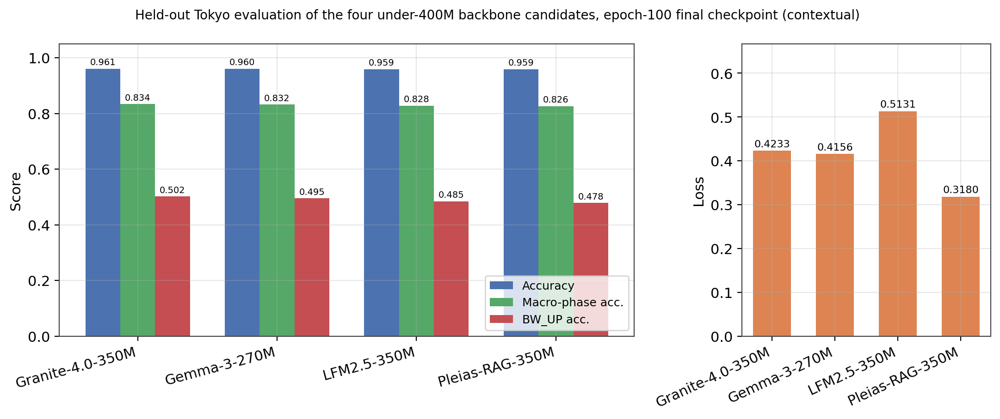 Held-out Tokyo evaluation of the four under-400M backbone candidates, epoch-100 final checkpoint (contextual)
Score
1.0
0.8
0.6
0.4
0.2
0.0
0.961
0.834
0.502
0.960
0.832
0.495
0.959
0.828
0.485
0.959
0.826
0.478
Accuracy
Macro-phase acc.
BW_UP acc.
Granite-4.0-350M
Gemma-3-270M
LFM2.5-350M
Pleias-RAG-350M
Loss
0.6
0.5
0.4
0.3
0.2
0.1
0.0
0.4233
0.4156
0.5131
0.3180
Granite-4.0-350M
Gemma-3-270M
LFM2.5-350M
Pleias-RAG-350M